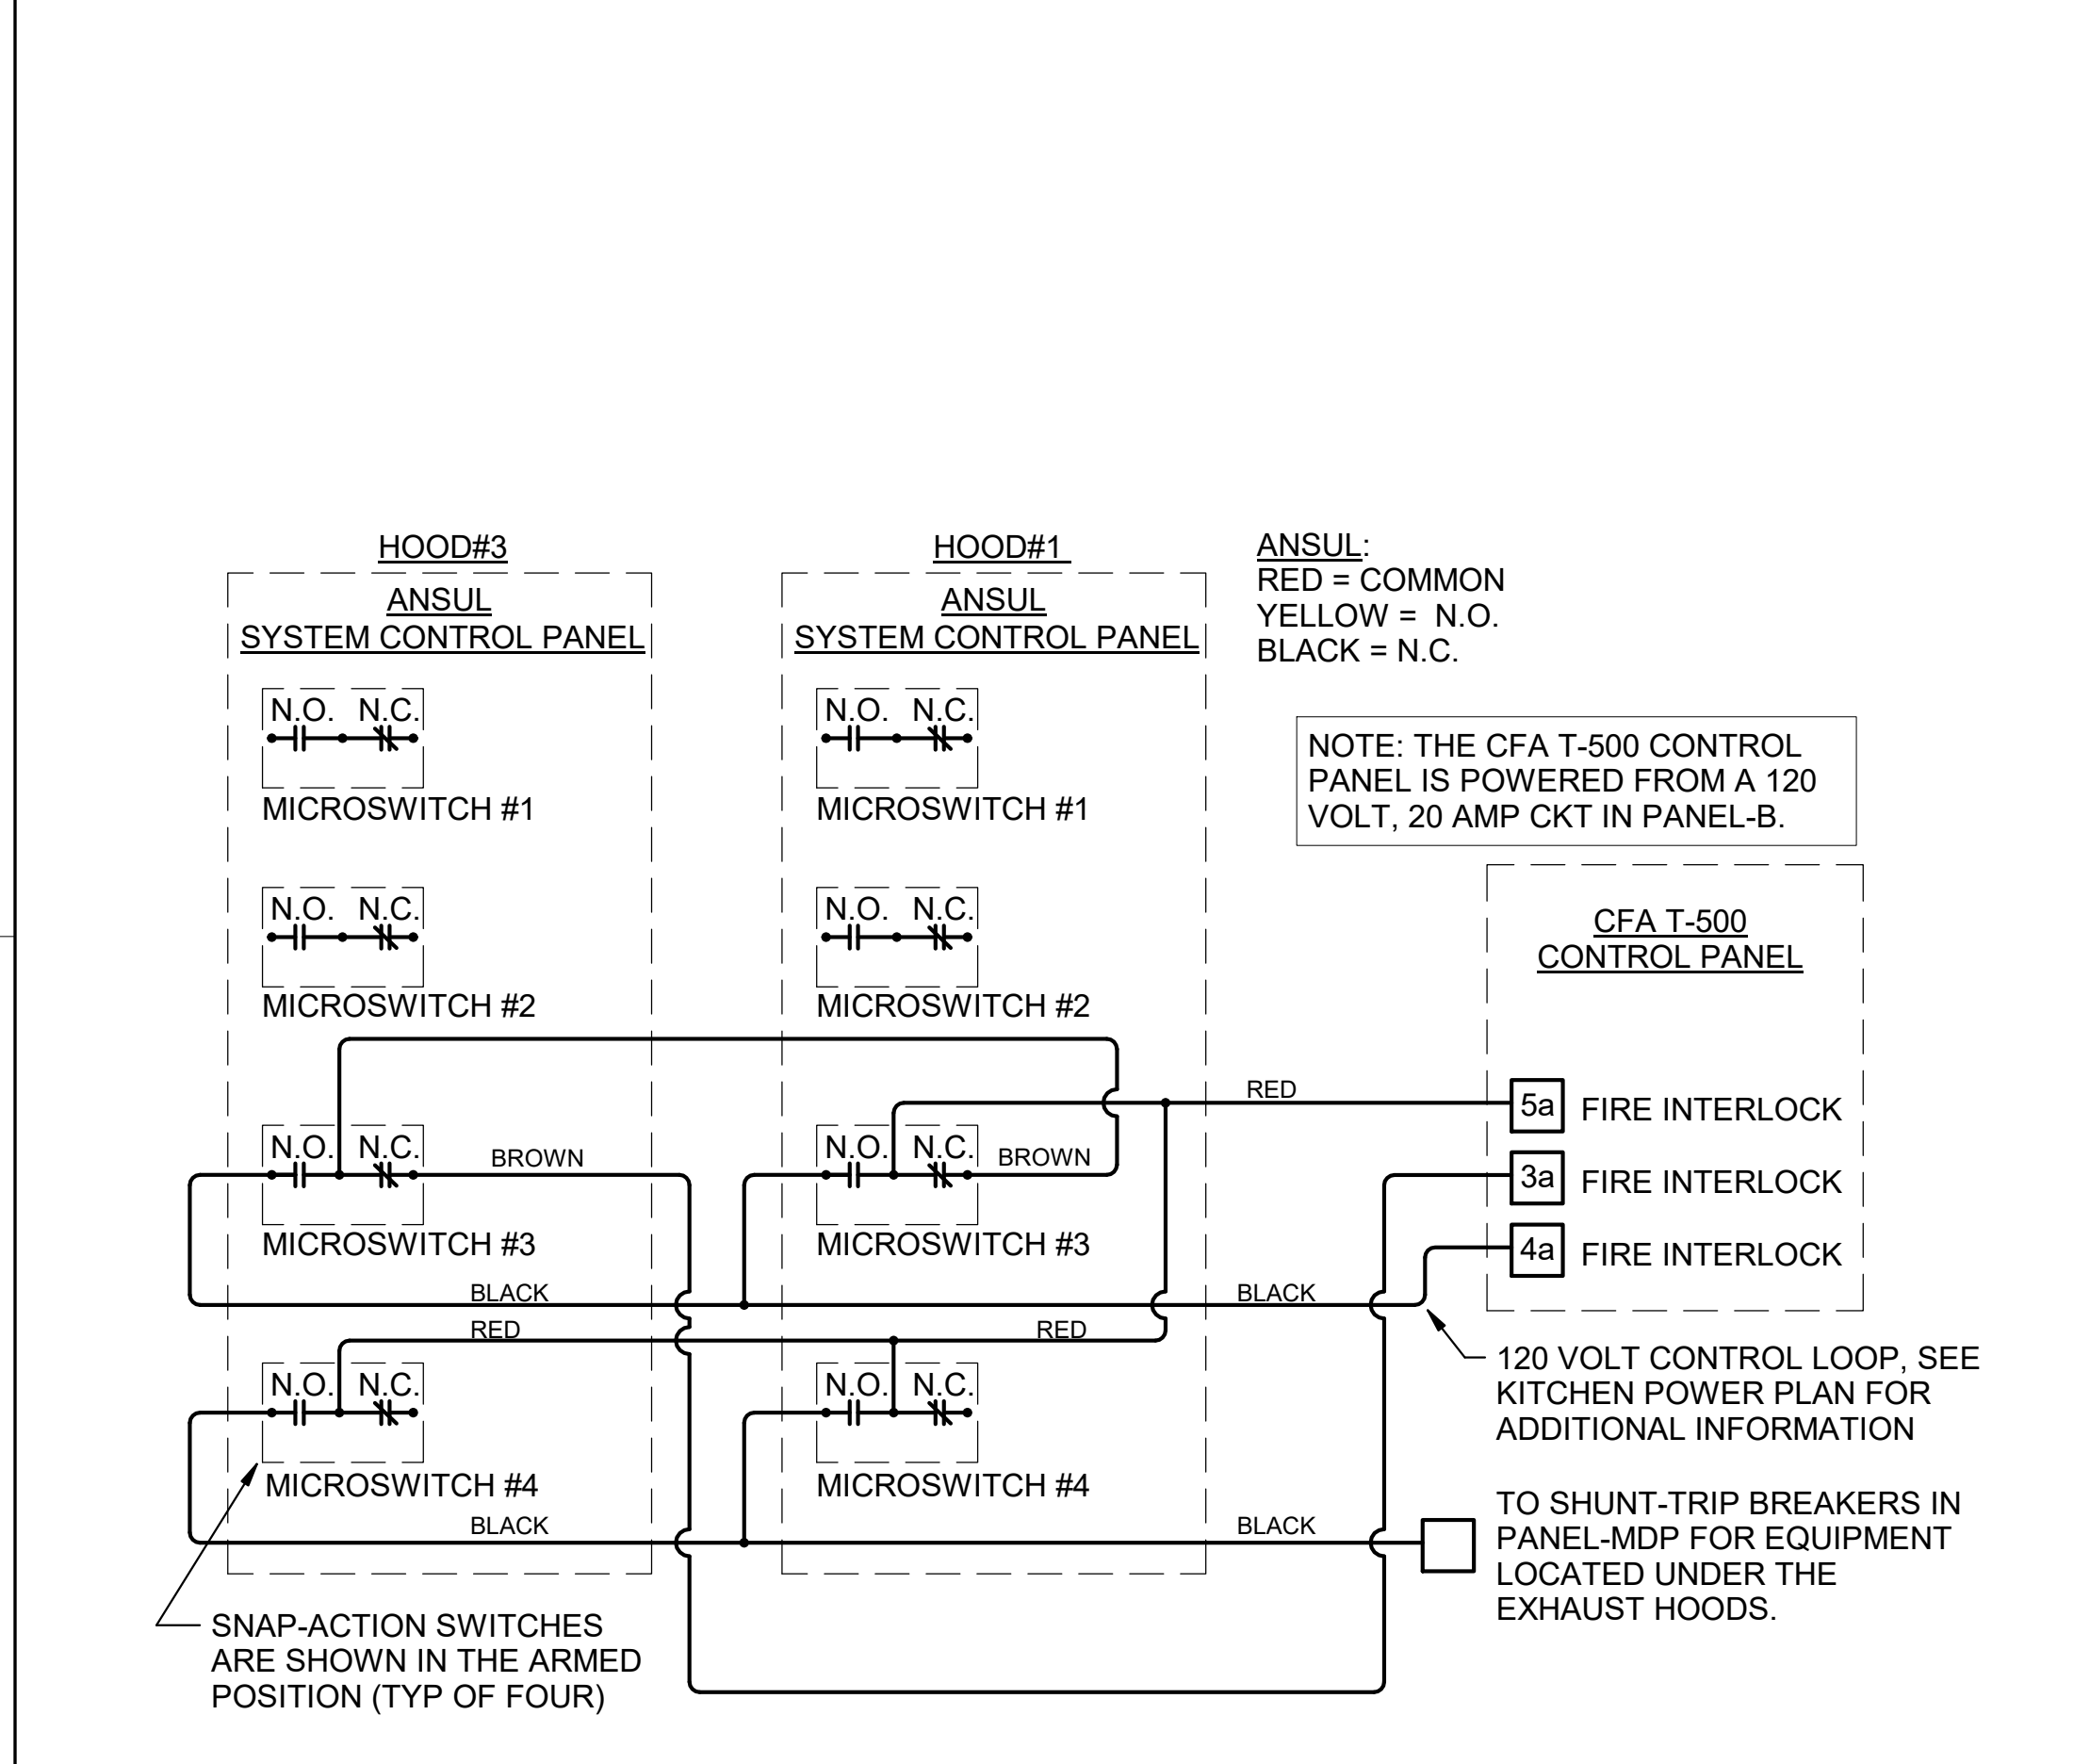 HOOD#3
ANSUL
SYSTEM CONTROL PANEL
N.O. N.C.
MICROSWITCH #1
N.O. N.C.
MICROSWITCH #2
N.O. N.C.
BROWN
MICROSWITCH #3
BLACK
RED
N.O. N.C.
MICROSWITCH #4
BLACK
SNAP-ACTION SWITCHES
ARE SHOWN IN THE ARMED
POSITION (TYP OF FOUR)
HOOD#1
ANSUL
SYSTEM CONTROL PANEL
N.O. N.C.
MICROSWITCH #1
N.O. N.C.
MICROSWITCH #2
N.O. N.C.
BROWN
MICROSWITCH #3
RED
N.O. N.C.
MICROSWITCH #4
ANSUL:
RED = COMMON
YELLOW = N.O.
BLACK = N.C.
NOTE: THE CFA T-500 CONTROL
PANEL IS POWERED FROM A 120
VOLT, 20 AMP CKT IN PANEL-B.
CFA T-500
CONTROL PANEL
RED
5a FIRE INTERLOCK
3a FIRE INTERLOCK
4a FIRE INTERLOCK
BLACK
120 VOLT CONTROL LOOP, SEE
KITCHEN POWER PLAN FOR
ADDITIONAL INFORMATION
BLACK
TO SHUNT-TRIP BREAKERS IN
PANEL-MDP FOR EQUIPMENT
LOCATED UNDER THE
EXHAUST HOODS.